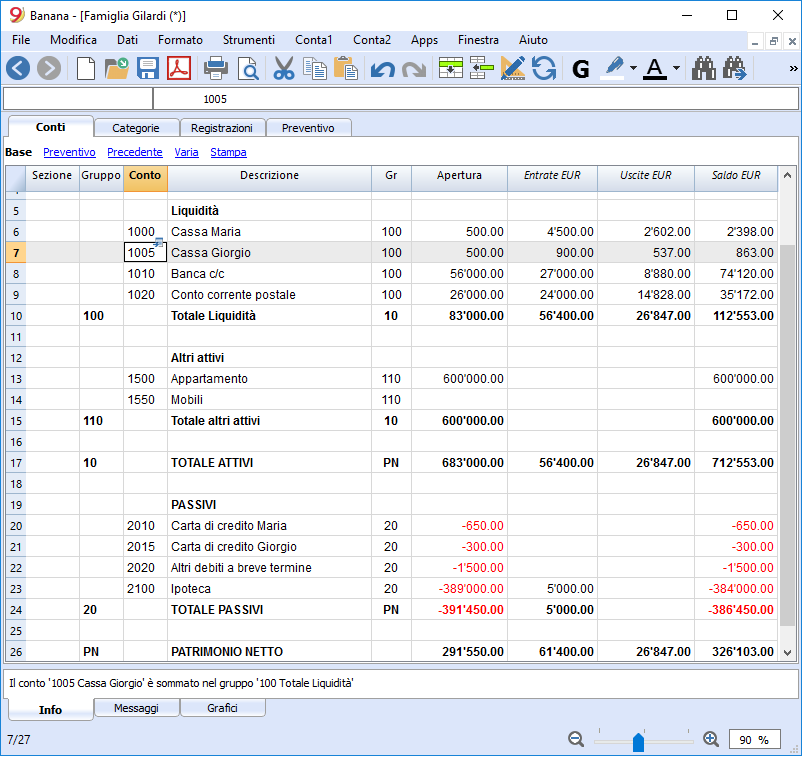 Banana - [Famiglia Gilardi (*)]
File Modifica Dati Formato Strumenti Conta1 Conta2 Apps Finestra Aiuto
G A »
1005
Conti Categorie Registrazioni Preventivo
Base Preventivo Precedente Varia Stampa
Sezione Gruppo Conto Descrizione Gr Apertura Entrate EUR Uscite EUR Saldo EUR
5 Liquidità
6 1000 Cassa Maria 100 500.00 4'500.00 2'602.00 2'398.00
7 1005 Cassa Giorgio 100 500.00 900.00 537.00 863.00
8 1010 Banca c/c 100 56'000.00 27'000.00 8'880.00 74'120.00
9 1020 Conto corrente postale 100 26'000.00 24'000.00 14'828.00 35'172.00
10 100 Totale Liquidità 10 83'000.00 56'400.00 26'847.00 112'553.00
11
12 Altri attivi
13 1500 Appartamento 110 600'000.00 600'000.00
14 1550 Mobili 110
15 110 Totale altri attivi 10 600'000.00 600'000.00
16
17 10 TOTALE ATTIVI PN 683'000.00 56'400.00 26'847.00 712'553.00
18
19 PASSIVI
20 2010 Carta di credito Maria 20 -650.00 -650.00
21 2015 Carta di credito Giorgio 20 -300.00 -300.00
22 2020 Altri debiti a breve termine 20 -1'500.00 -1'500.00
23 2100 Ipoteca 20 -389'000.00 5'000.00 -384'000.00
24 20 TOTALE PASSIVI PN -391'450.00 5'000.00 -386'450.00
25
26 PN PATRIMONIO NETTO 291'550.00 61'400.00 26'847.00 326'103.00
Il conto '1005 Cassa Giorgio' è sommato nel gruppo '100 Totale Liquidità'
Info Messaggi Grafici
7/27 90 %